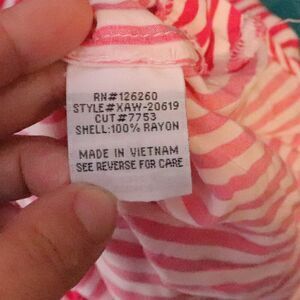 RN#126260
STYLE#XAW-20619
CUT#7753
SHELL:100% RAYON
MADE IN VIETNAM
SEE REVERSE FOR CARE